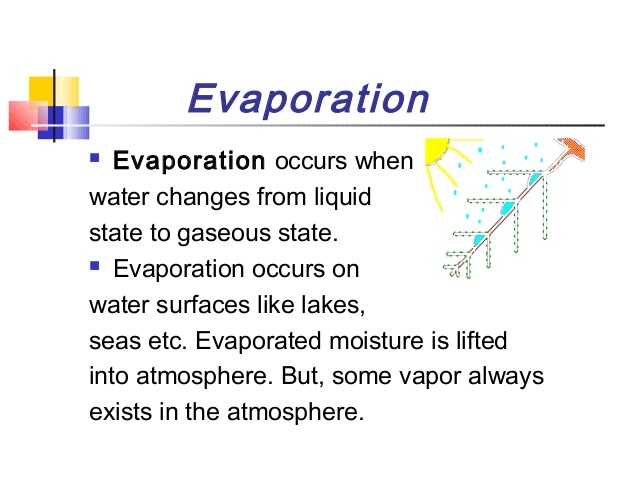 Evaporation
Evaporation occurs when
water changes from liquid
state to gaseous state.
Evaporation occurs on
water surfaces like lakes,
seas etc. Evaporated moisture is lifted
into atmosphere. But, some vapor always
exists in the atmosphere.